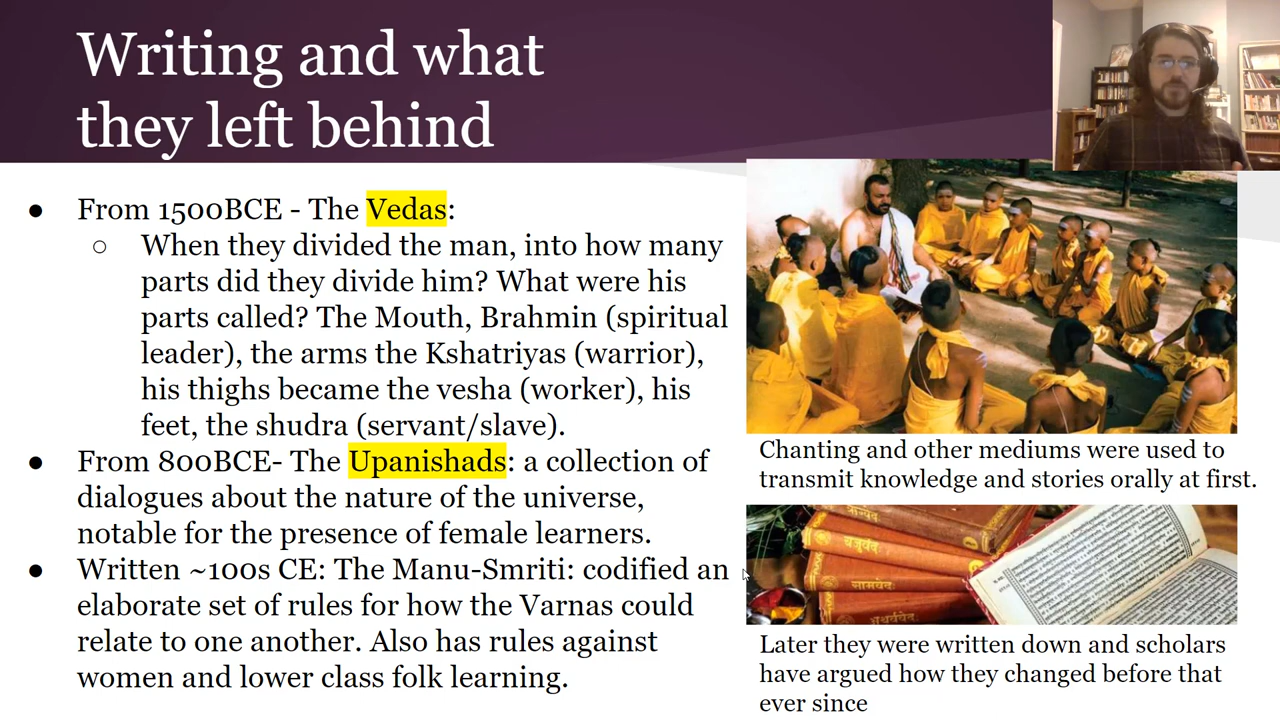 Writing and what
they left behind
● From 1500BCE - The Vedas:
○ When they divided the man, into how many
parts did they divide him? What were his
parts called? The Mouth, Brahmin (spiritual
leader), the arms the Kshatriyas (warrior),
his thighs became the vesha (worker), his
feet, the shudra (servant/slave).
● From 800BCE- The Upanishads: a collection of
dialogues about the nature of the universe,
notable for the presence of female learners.
● Written ~100s CE: The Manu-Smriti: codified an
elaborate set of rules for how the Varnas could
relate to one another. Also has rules against
women and lower class folk learning.
Chanting and other mediums were used to
transmit knowledge and stories orally at first.
यजुर्वेदः
सामवेदः
अथर्ववेदः
Later they were written down and scholars
have argued how they changed before that
ever since